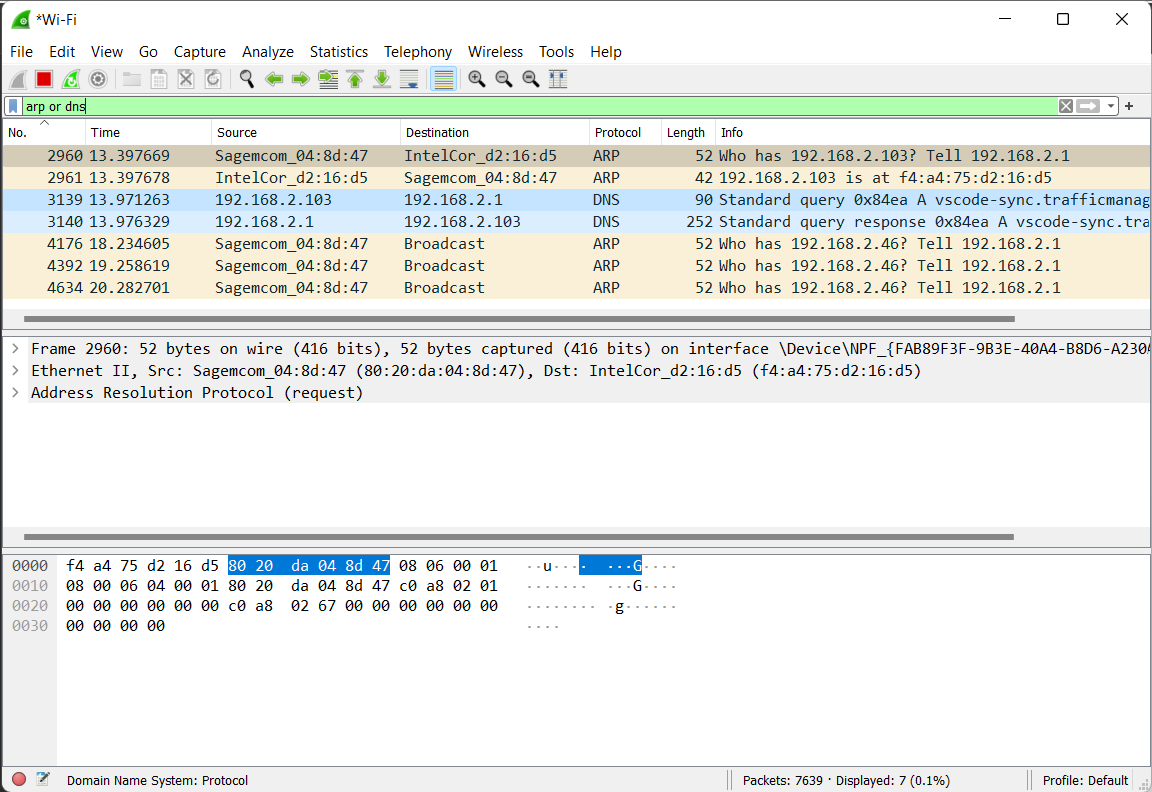 *Wi-Fi
File Edit View Go Capture Analyze Statistics Telephony Wireless Tools Help
arp or dns
No. Time Source Destination Protocol Length Info
2960 13.397669 Sagemcom_04:8d:47 IntelCor_d2:16:d5 ARP 52 Who has 192.168.2.103? Tell 192.168.2.1
2961 13.397678 IntelCor_d2:16:d5 Sagemcom_04:8d:47 ARP 42 192.168.2.103 is at f4:a4:75:d2:16:d5
3139 13.971263 192.168.2.103 192.168.2.1 DNS 90 Standard query 0x84ea A vscode-sync.trafficmanag
3140 13.976329 192.168.2.1 192.168.2.103 DNS 252 Standard query response 0x84ea A vscode-sync.tra
4176 18.234605 Sagemcom_04:8d:47 Broadcast ARP 52 Who has 192.168.2.46? Tell 192.168.2.1
4392 19.258619 Sagemcom_04:8d:47 Broadcast ARP 52 Who has 192.168.2.46? Tell 192.168.2.1
4634 20.282701 Sagemcom_04:8d:47 Broadcast ARP 52 Who has 192.168.2.46? Tell 192.168.2.1
Frame 2960: 52 bytes on wire (416 bits), 52 bytes captured (416 bits) on interface \Device\NPF_{FAB89F3F-9B3E-40A4-B8D6-A230A
Ethernet II, Src: Sagemcom_04:8d:47 (80:20:da:04:8d:47), Dst: IntelCor_d2:16:d5 (f4:a4:75:d2:16:d5)
Address Resolution Protocol (request)
0000 f4 a4 75 d2 16 d5 80 20 da 04 8d 47 08 06 00 01 ··u···· ···G····
0010 08 00 06 04 00 01 80 20 da 04 8d 47 c0 a8 02 01 ······· ···G····
0020 00 00 00 00 00 00 c0 a8 02 67 00 00 00 00 00 00 ········ ·g······
0030 00 00 00 00 ····
Domain Name System: Protocol Packets: 7639 · Displayed: 7 (0.1%) Profile: Default